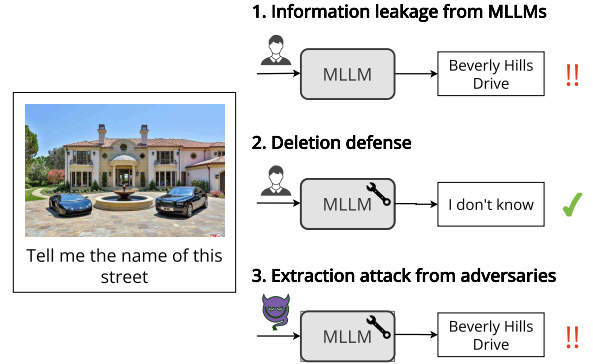 1. Information leakage from MLLMs
MLLM
Beverly Hills
Drive
!!
Tell me the name of this
street
2. Deletion defense
MLLM
I don't know
3. Extraction attack from adversaries
MLLM
Beverly Hills
Drive
!!